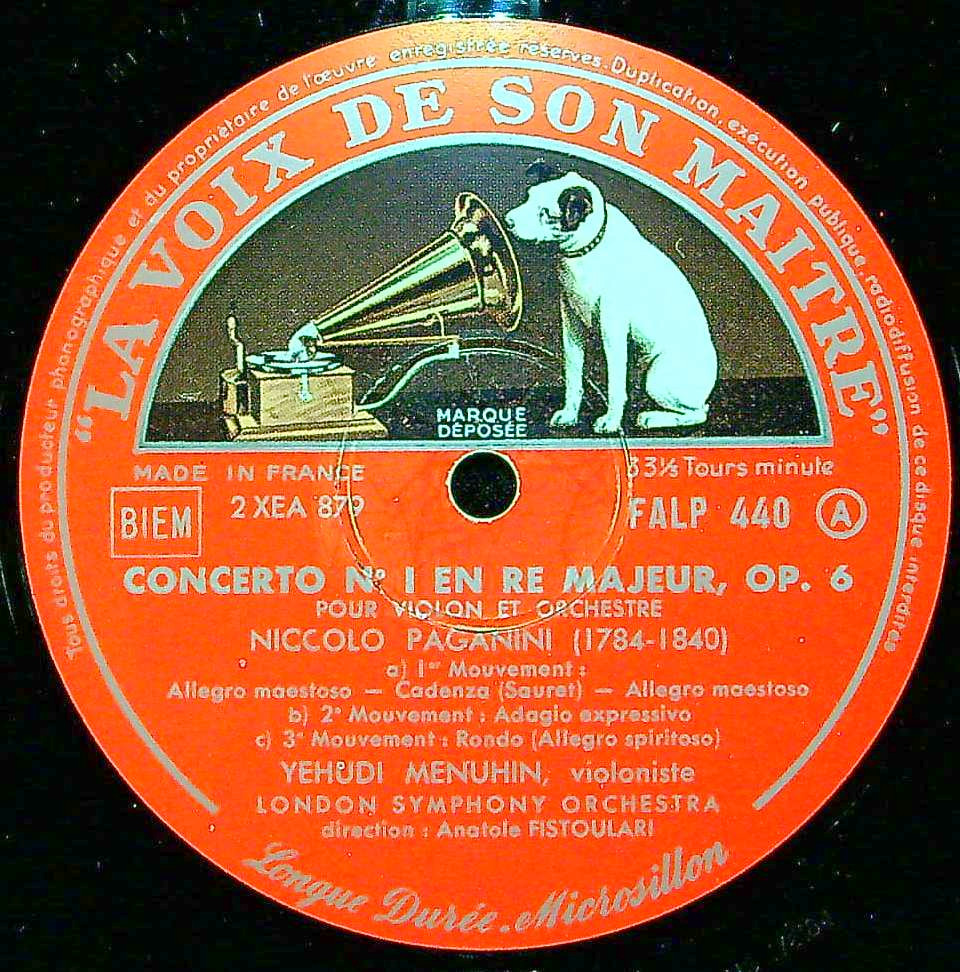 Tous droits du producteur phonographique et du propriétaire de l'œuvre enregistrée réservés. Duplication, exécution publique, radiodiffusion de ce disque interdites
"LA VOIX DE SON MAITRE"
MARQUE
DÉPOSÉE
MADE IN FRANCE
33⅓ Tours minute
BIEM
2 XEA 879
FALP 440 A
CONCERTO Nº I EN RE MAJEUR, OP. 6
POUR VIOLON ET ORCHESTRE
NICCOLO PAGANINI (1784-1840)
a) 1er Mouvement :
Allegro maestoso — Cadenza (Sauret) — Allegro maestoso
b) 2e Mouvement : Adagio expressivo
c) 3e Mouvement : Rondo (Allegro spiritoso)
YEHUDI MENUHIN, violoniste
LONDON SYMPHONY ORCHESTRA
direction : Anatole FISTOULARI
Longue Durée. Microsillon